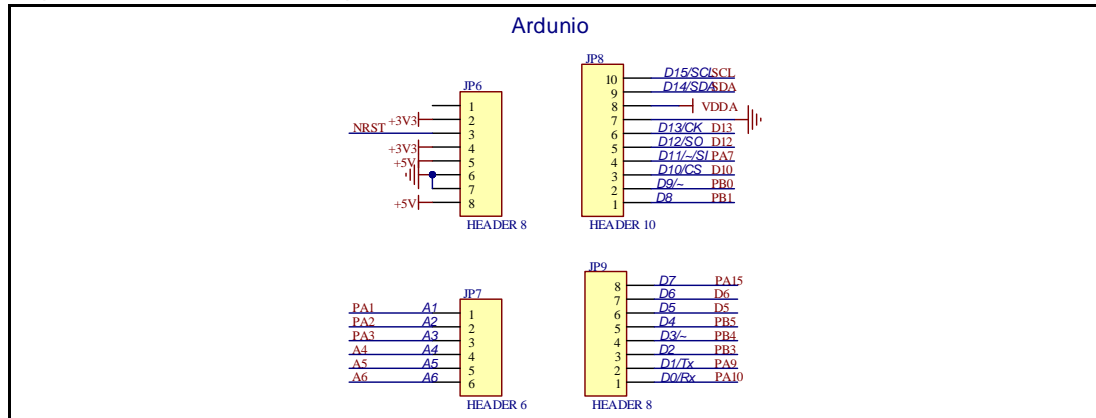 Ardunio
JP6
1
+3V3 2
NRST 3
+3V3 4
+5V 5
6
7
+5V 8
HEADER 8
JP8
10 D15/SCL SCL
9 D14/SDA SDA
8 VDDA
7
6 D13/CK D13
5 D12/SO D12
4 D11/~/SI PA7
3 D10/CS D10
2 D9/~ PB0
1 D8 PB1
HEADER 10
JP7
PA1 A1 1
PA2 A2 2
PA3 A3 3
A4 A4 4
A5 A5 5
A6 A6 6
HEADER 6
JP9
8 D7 PA15
7 D6 D6
6 D5 D5
5 D4 PB5
4 D3/~ PB4
3 D2 PB3
2 D1/Tx PA9
1 D0/Rx PA10
HEADER 8